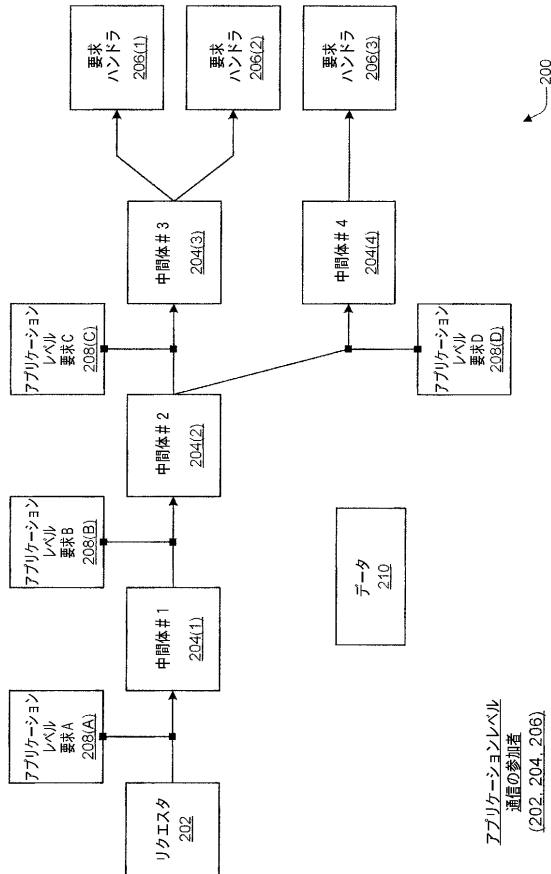 アプリケーション
レベル
要求A
208(A)
アプリケーション
レベル
要求B
208(B)
アプリケーション
レベル
要求C
208(C)
リクエスタ
202
中間体#1
204(1)
中間体#2
204(2)
中間体#3
204(3)
要求
ハンドラ
206(1)
要求
ハンドラ
206(2)
要求
ハンドラ
206(3)
中間体#4
204(4)
アプリケーション
レベル
要求D
208(D)
データ
210
アプリケーションレベル
通信の参加者
(202, 204, 206)
200